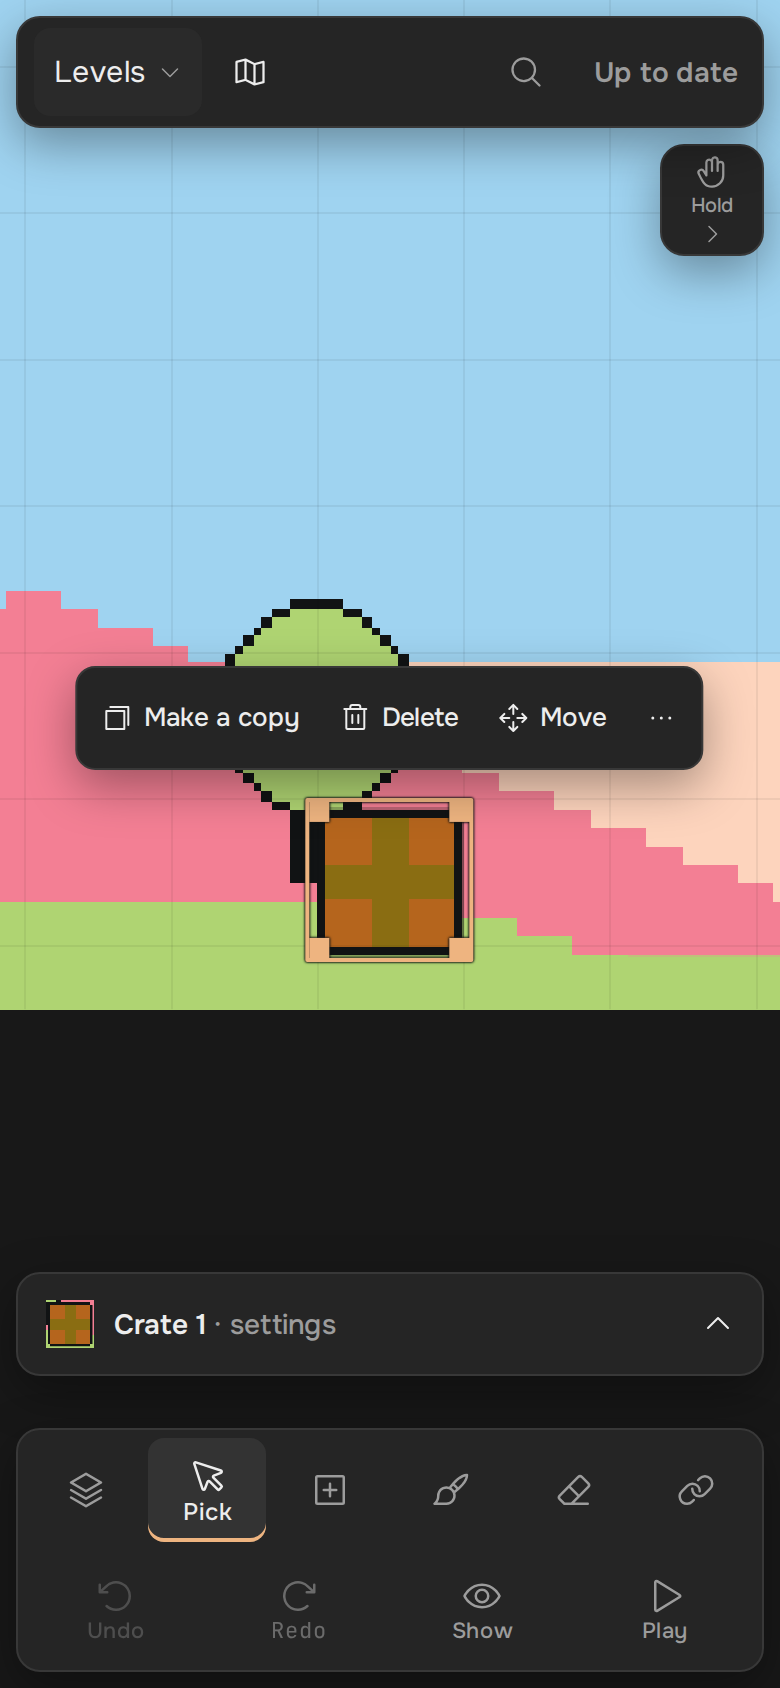 Levels
Up to date
Hold
Make a copy
Delete
Move
Crate 1 · settings
Pick
Undo
Redo
Show
Play